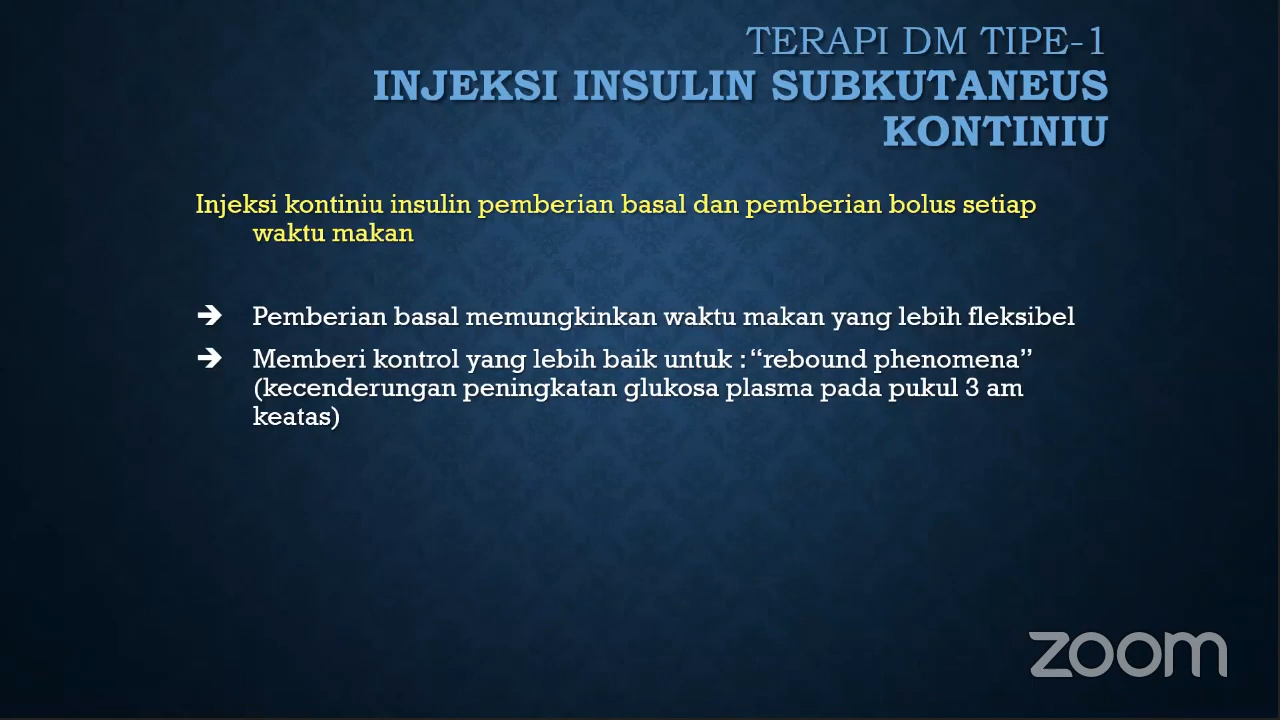 TERAPI DM TIPE-1
INJEKSI INSULIN SUBKUTANEUS
KONTINIU
Injeksi kontiniu insulin pemberian basal dan pemberian bolus setiap
waktu makan
➔ Pemberian basal memungkinkan waktu makan yang lebih fleksibel
➔ Memberi kontrol yang lebih baik untuk : “rebound phenomena”
(kecenderungan peningkatan glukosa plasma pada pukul 3 am
keatas)
zoom